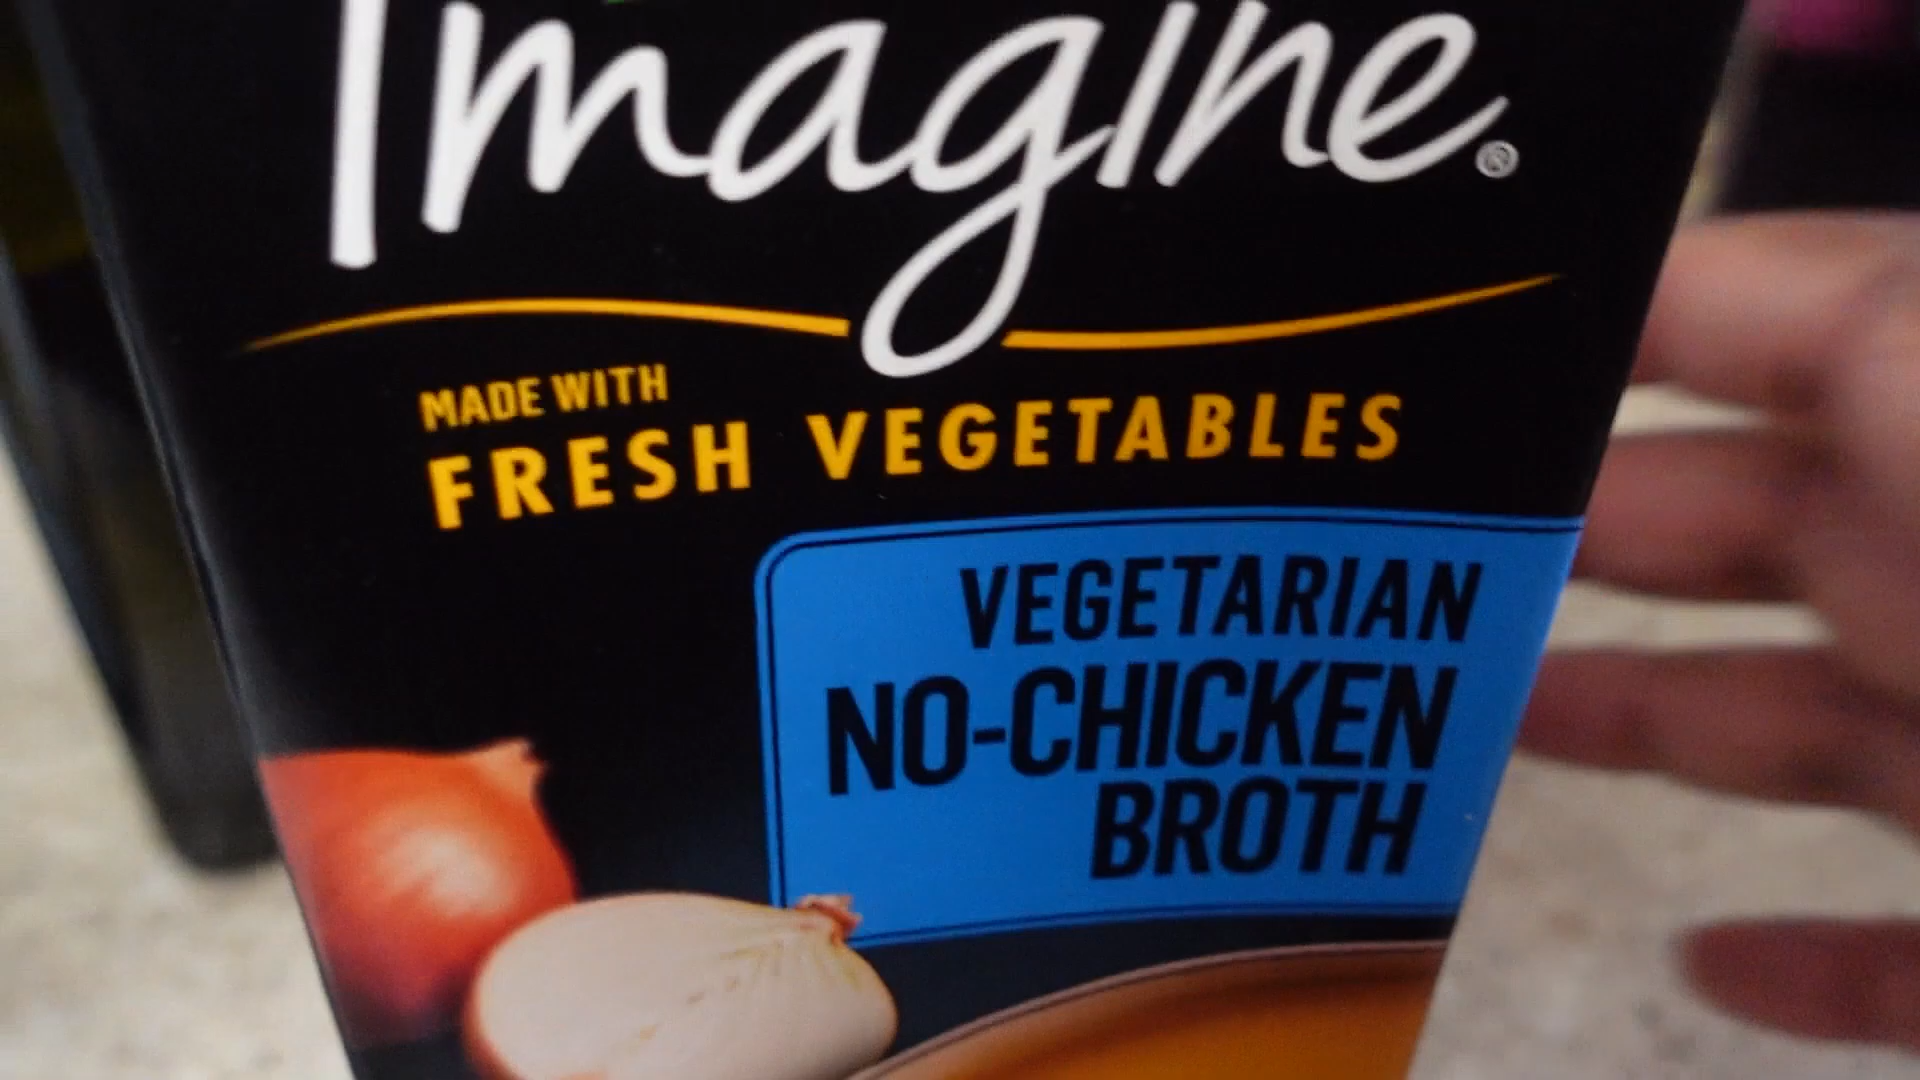 Imagine®
MADE WITH
FRESH VEGETABLES
VEGETARIAN
NO-CHICKEN
BROTH